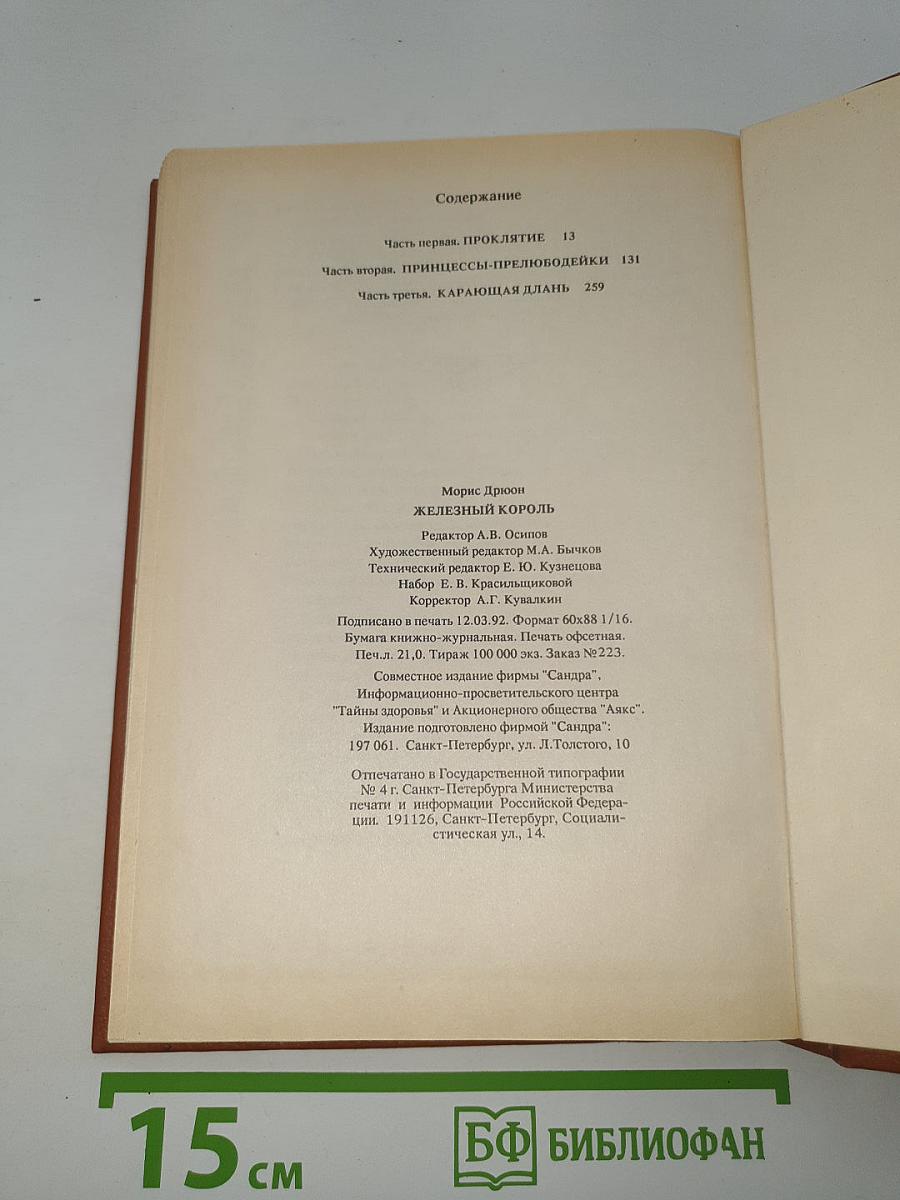 Содержание
Часть первая. ПРОКЛЯТИЕ 13
Часть вторая. ПРИНЦЕССЫ-ПРЕЛЮБОДЕЙКИ 131
Часть третья. КАРАЮЩАЯ ДЛАНЬ 259
Морис Дрюон
ЖЕЛЕЗНЫЙ КОРОЛЬ
Редактор А.В. Осипов
Художественный редактор М.А. Бычков
Технический редактор Е. Ю. Кузнецова
Набор Е. В. Красильщиковой
Корректор А.Г. Кувалкин
Подписано в печать 12.03.92. Формат 60х88 1/16.
Бумага книжно-журнальная. Печать офсетная.
Печ.л. 21,0. Тираж 100 000 экз. Заказ №223.
Совместное издание фирмы "Сандра",
Информационно-просветительского центра
"Тайны здоровья" и Акционерного общества "Аякс".
Издание подготовлено фирмой "Сандра":
197 061. Санкт-Петербург, ул. Л.Толстого, 10
Отпечатано в Государственной типографии
№ 4 г. Санкт-Петербурга Министерства
печати и информации Российской Федера-
ции. 191126, Санкт-Петербург, Социали-
стическая ул., 14.
15 см
БФ БИБЛИОФАН